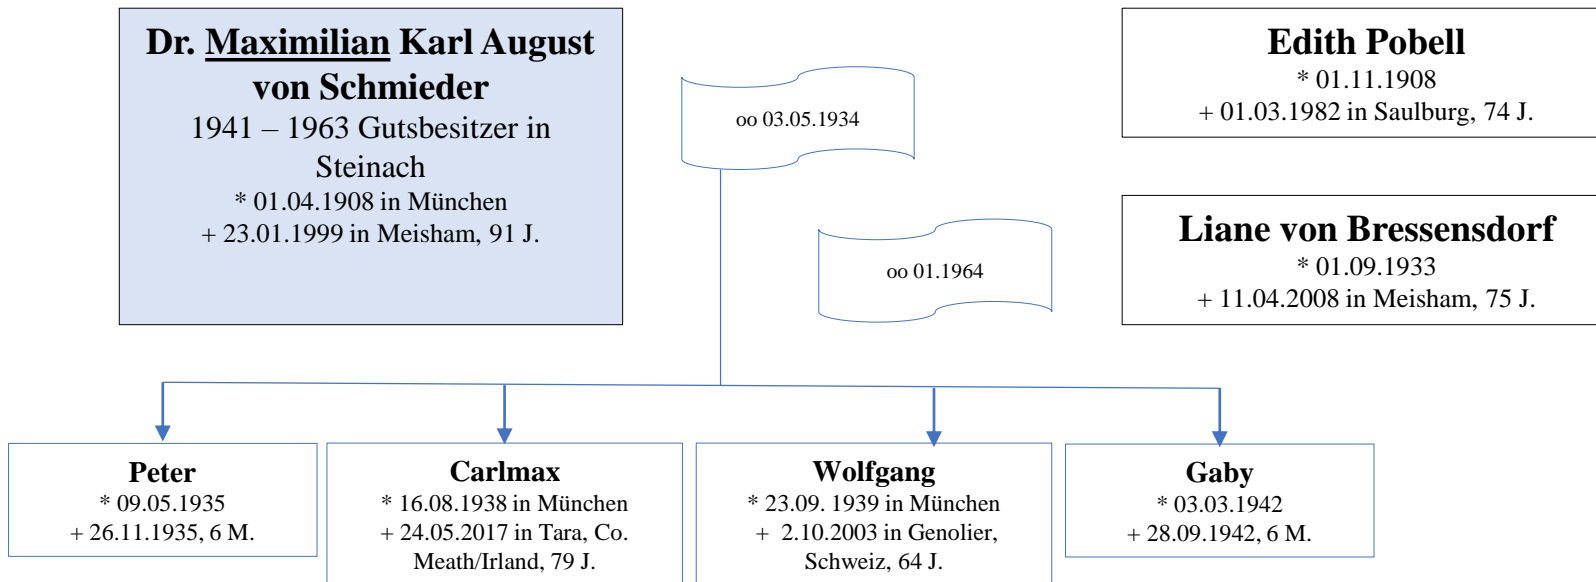 Dr. Maximilian Karl August
von Schmieder
1941 – 1963 Gutsbesitzer in
Steinach
* 01.04.1908 in München
+ 23.01.1999 in Meisham, 91 J.
oo 03.05.1934
Edith Pobell
* 01.11.1908
+ 01.03.1982 in Saulburg, 74 J.
oo 01.1964
Liane von Bressensdorf
* 01.09.1933
+ 11.04.2008 in Meisham, 75 J.
Peter
* 09.05.1935
+ 26.11.1935, 6 M.
Carlmax
* 16.08.1938 in München
+ 24.05.2017 in Tara, Co.
Meath/Irland, 79 J.
Wolfgang
* 23.09. 1939 in München
+ 2.10.2003 in Genolier,
Schweiz, 64 J.
Gaby
* 03.03.1942
+ 28.09.1942, 6 M.